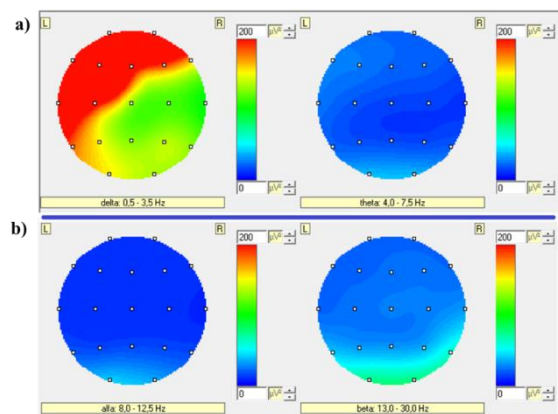 a)
L R 200 µV² L R 200 µV²
0 µV² 0 µV²
delta: 0,5 - 3,5 Hz theta: 4,0 - 7,5 Hz
b)
L R 200 µV² L R 200 µV²
0 µV² 0 µV²
alfa: 8,0 - 12,5 Hz beta: 13,0 - 30,0 Hz